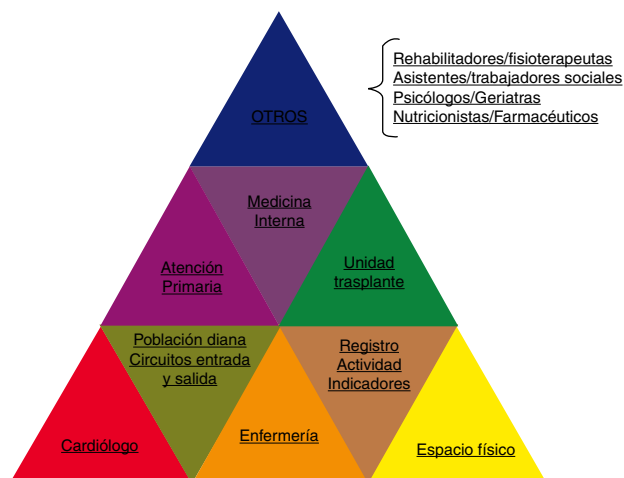 Rehabilitadores/fisioterapeutas
Asistentes/trabajadores sociales
Psicólogos/Geriatras
Nutricionistas/Farmacéuticos
OTROS
Medicina
Interna
Atención
Primaria
Unidad
trasplante
Población diana
Circuitos entrada
y salida
Registro
Actividad
Indicadores
Cardiólogo
Enfermería
Espacio físico